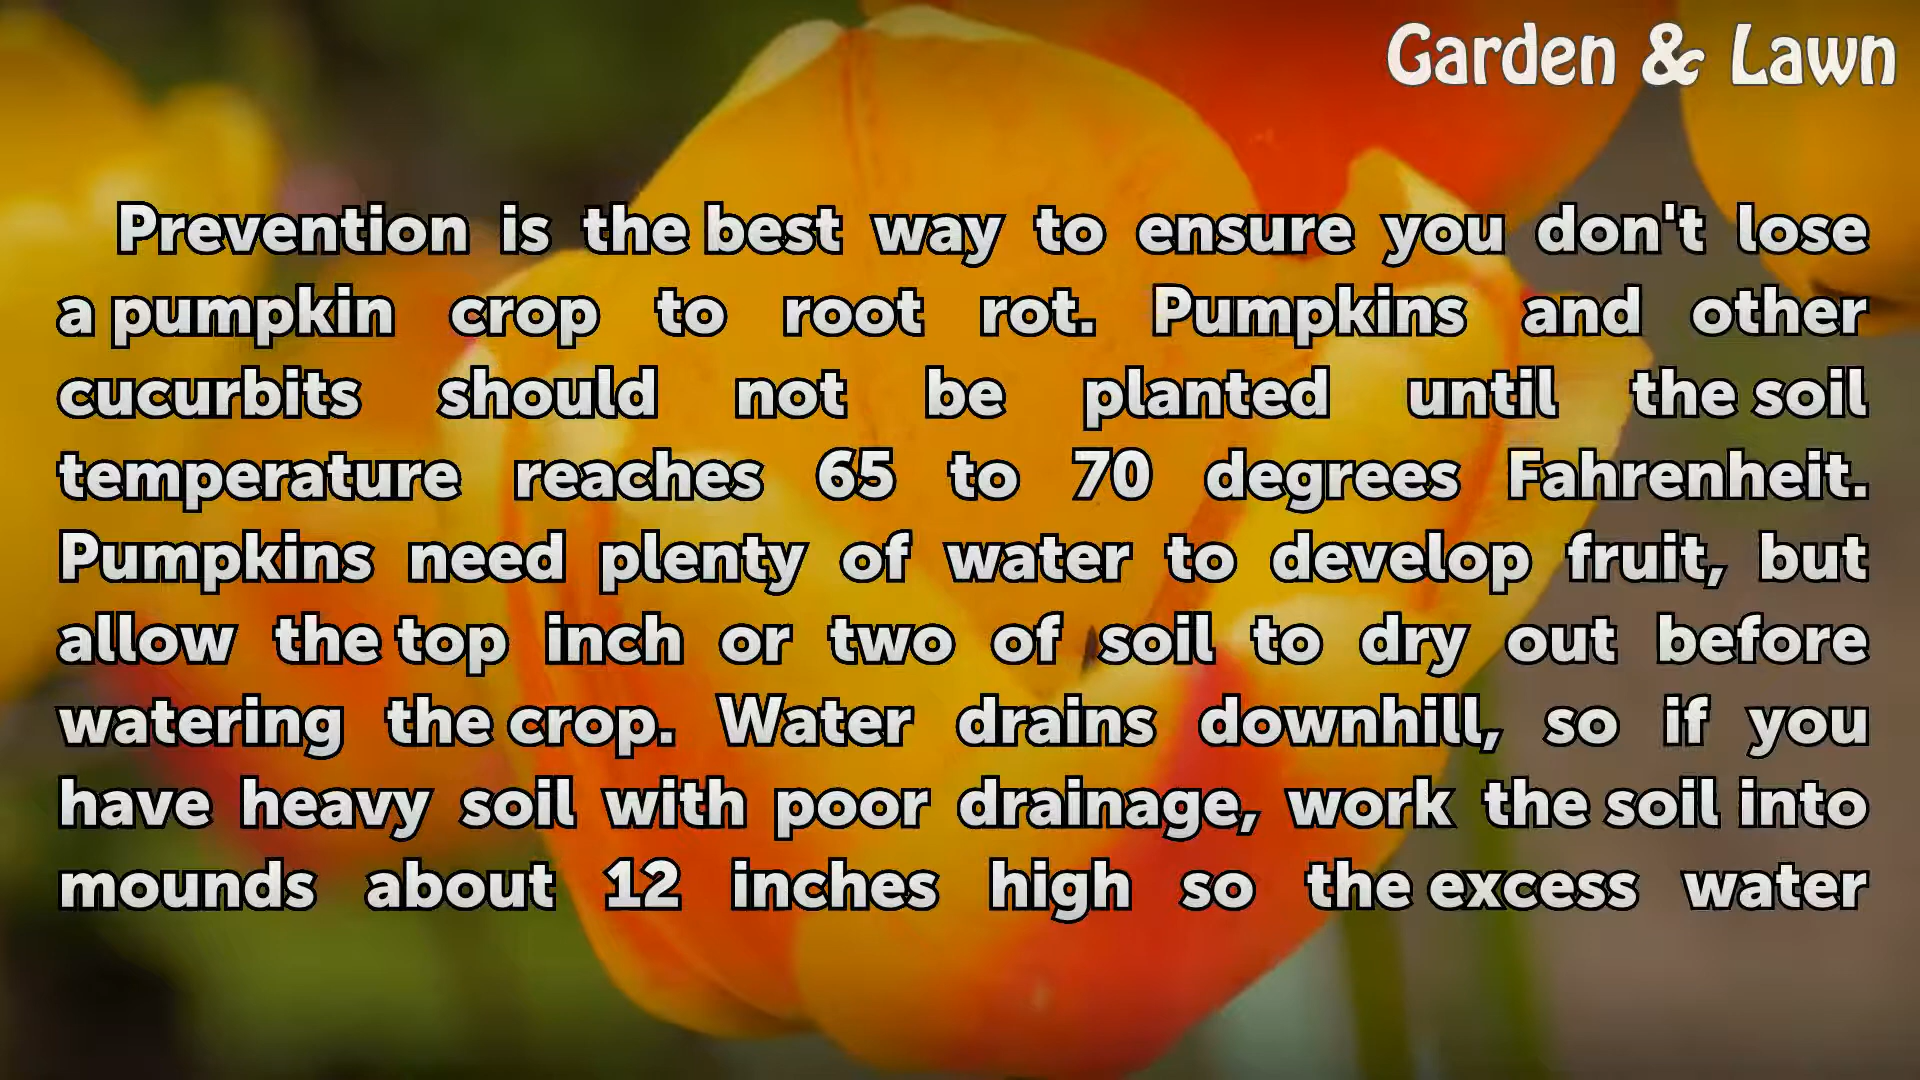 Garden & Lawn
Prevention is the best way to ensure you don't lose
a pumpkin crop to root rot. Pumpkins and other
cucurbits should not be planted until the soil
temperature reaches 65 to 70 degrees Fahrenheit.
Pumpkins need plenty of water to develop fruit, but
allow the top inch or two of soil to dry out before
watering the crop. Water drains downhill, so if you
have heavy soil with poor drainage, work the soil into
mounds about 12 inches high so the excess water